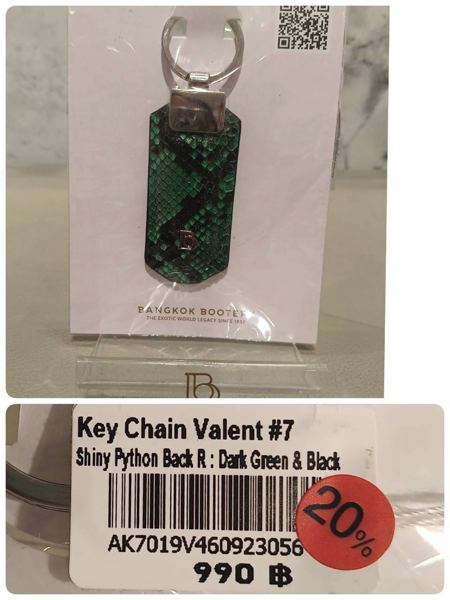 B
BANGKOK BOOTERY
THE EXOTIC WORLD LEGACY SINCE
B
Key Chain Valent #7
Shiny Python Back R : Dark Green & Black
AK7019V460923056
990 ฿
20%